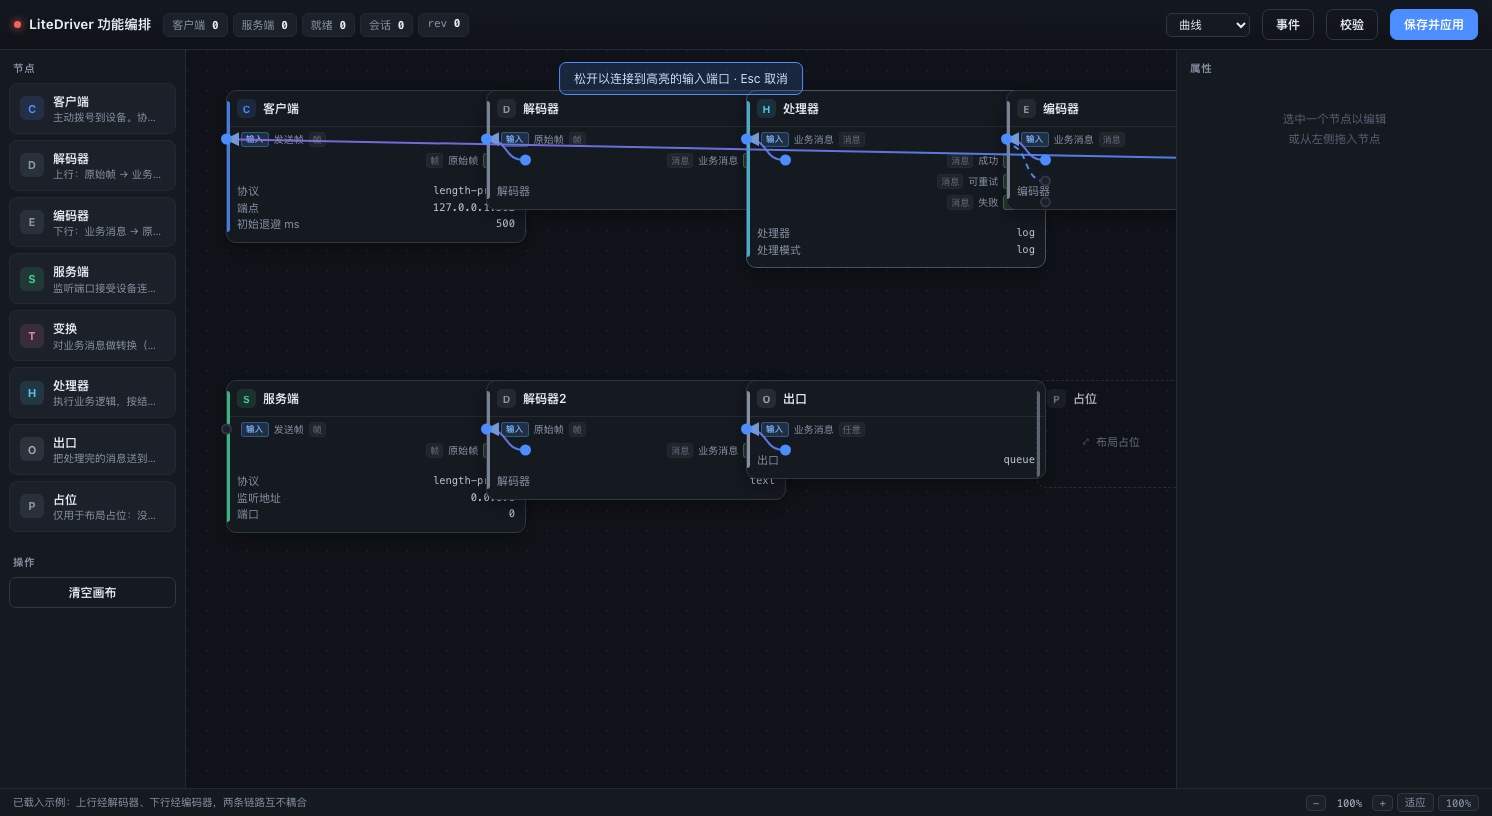 LiteDriver 功能编排
客户端 0
服务端 0
就绪 0
会话 0
rev 0
曲线
事件
校验
保存并应用
节点
C
客户端
主动拨号到设备。协…
D
解码器
上行：原始帧 → 业务…
E
编码器
下行：业务消息 → 原…
S
服务端
监听端口接受设备连…
T
变换
对业务消息做转换（…
H
处理器
执行业务逻辑，按结…
O
出口
把处理完的消息送到…
P
占位
仅用于布局占位：没…
操作
清空画布
松开以连接到高亮的输入端口 · Esc 取消
C 客户端
输入 发送帧 帧
帧 原始帧
协议 length-pr
端点 127.0.0.1
初始退避 ms 500
D 解码器
输入 原始帧 帧
消息 业务消息
解码器
H 处理器
输入 业务消息 消息
消息 成功
消息 可重试
消息 失败
处理器 log
处理模式 log
E 编码器
输入 业务消息 消息
编码器
S 服务端
输入 发送帧 帧
帧 原始帧
协议 length-pr
监听地址 0.0.0.0
端口 0
D 解码器2
输入 原始帧 帧
消息 业务消息
解码器 text
O 出口
输入 业务消息 任意
出口 queue
P 占位
⤢ 布局占位
属性
选中一个节点以编辑
或从左侧拖入节点
已载入示例：上行经解码器、下行经编码器，两条链路互不耦合
− 100% + 适应 100%